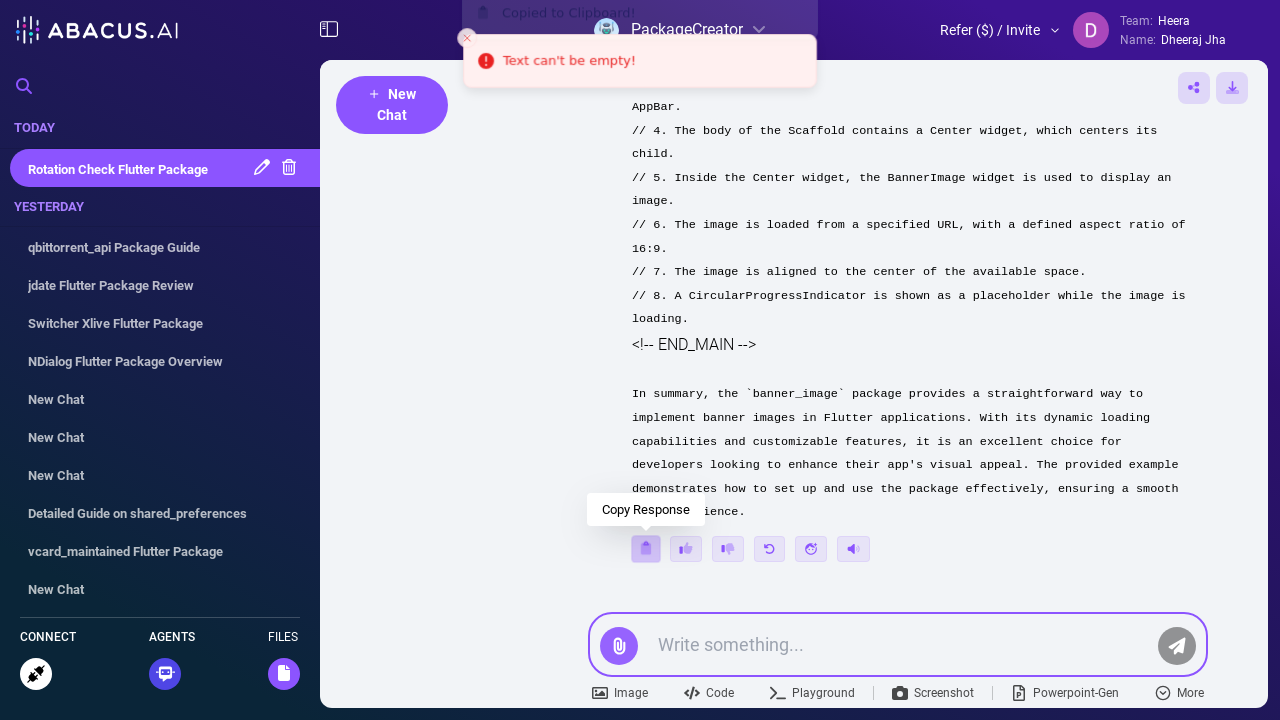 ABACUS.AI
TODAY
Rotation Check Flutter Package
YESTERDAY
qbittorrent_api Package Guide
jdate Flutter Package Review
Switcher Xlive Flutter Package
NDialog Flutter Package Overview
New Chat
New Chat
New Chat
Detailed Guide on shared_preferences
vcard_maintained Flutter Package
New Chat
CONNECT
AGENTS
FILES
Copied to Clipboard!
PackageCreator
Text can't be empty!
Refer ($) / Invite
D
Team: Heera
Name: Dheeraj Jha
+ New
Chat
AppBar.
// 4. The body of the Scaffold contains a Center widget, which centers its
child.
// 5. Inside the Center widget, the BannerImage widget is used to display an
image.
// 6. The image is loaded from a specified URL, with a defined aspect ratio of
16:9.
// 7. The image is aligned to the center of the available space.
// 8. A CircularProgressIndicator is shown as a placeholder while the image is
loading.
<!-- END_MAIN -->
In summary, the `banner_image` package provides a straightforward way to
implement banner images in Flutter applications. With its dynamic loading
capabilities and customizable features, it is an excellent choice for
developers looking to enhance their app's visual appeal. The provided example
demonstrates how to set up and use the package effectively, ensuring a smooth
ience.
Copy Response
Write something...
Image
Code
Playground
Screenshot
Powerpoint-Gen
More